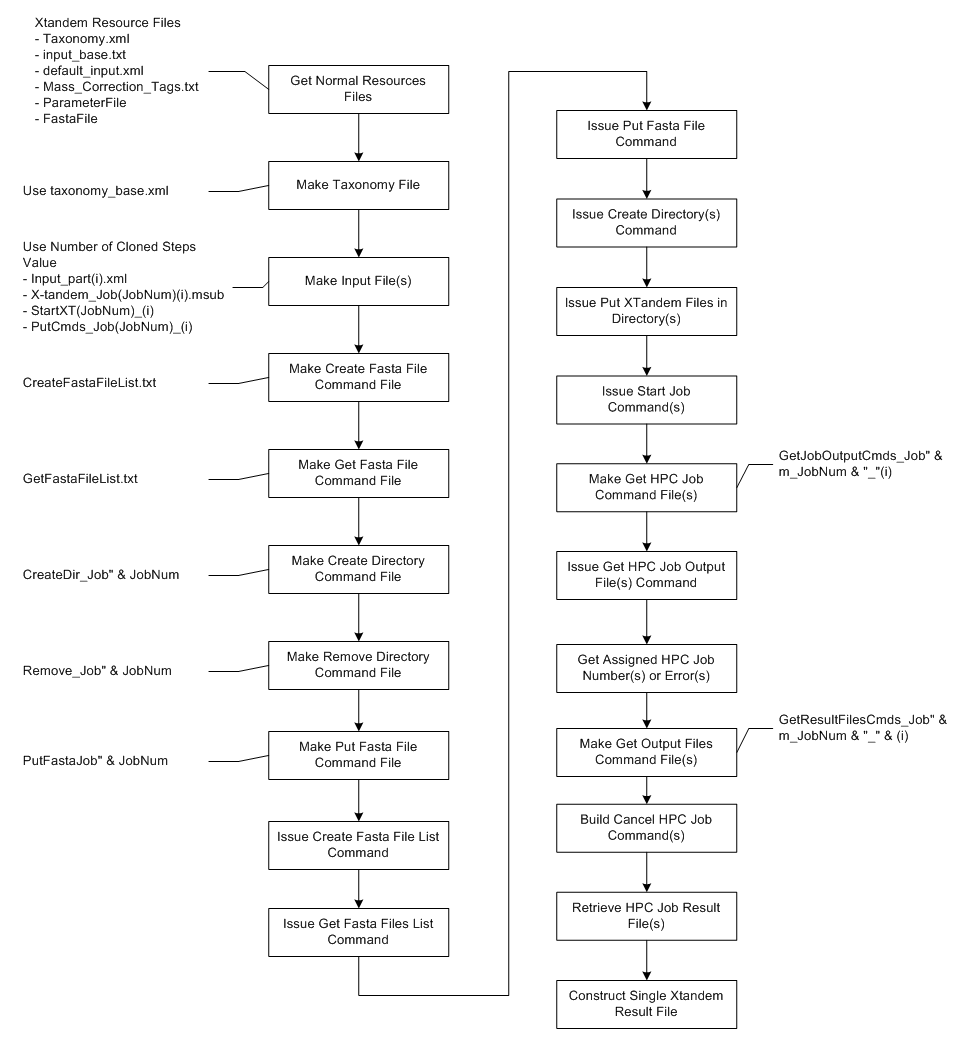 Xtandem Resource Files
- Taxonomy.xml
- input_base.txt
- default_input.xml
- Mass_Correction_Tags.txt
- ParameterFile
- FastaFile
Get Normal Resources
Files
Use taxonomy_base.xml
Make Taxonomy File
Use Number of Cloned Steps
Value
- Input_part(i).xml
- X-tandem_Job(JobNum)(i).msub
- StartXT(JobNum)_(i)
- PutCmds_Job(JobNum)_(i)
Make Input File(s)
CreateFastaFileList.txt
Make Create Fasta File
Command File
GetFastaFileList.txt
Make Get Fasta File
Command File
CreateDir_Job" & JobNum
Make Create Directory
Command File
Remove_Job" & JobNum
Make Remove Directory
Command File
PutFastaJob" & JobNum
Make Put Fasta File
Command File
Issue Create Fasta File List
Command
Issue Get Fasta Files List
Command
Issue Put Fasta File
Command
Issue Create Directory(s)
Command
Issue Put XTandem Files in
Directory(s)
Issue Start Job
Command(s)
Make Get HPC Job
Command File(s)
GetJobOutputCmds_Job" &
m_JobNum & "_"(i)
Issue Get HPC Job Output
File(s) Command
Get Assigned HPC Job
Number(s) or Error(s)
Make Get Output Files
Command File(s)
GetResultFilesCmds_Job" &
m_JobNum & "_" & (i)
Build Cancel HPC Job
Command(s)
Retrieve HPC Job Result
File(s)
Construct Single Xtandem
Result File